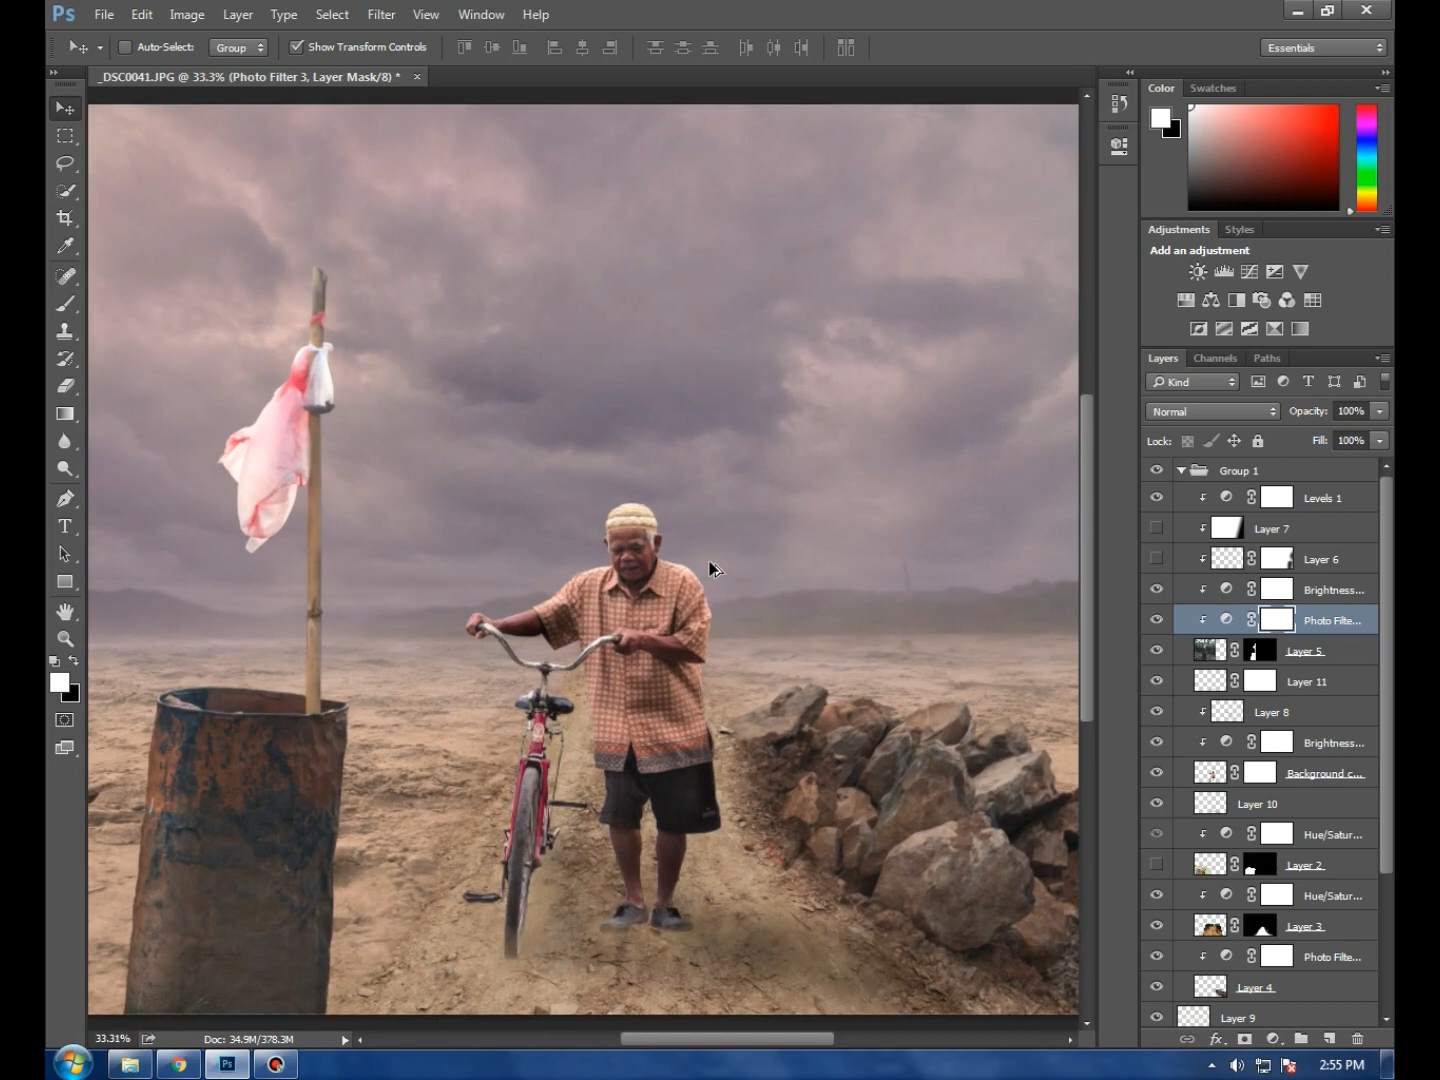 Ps File Edit Image Layer Type Select Filter View Window Help
Auto-Select: Group Show Transform Controls Essentials
_DSC0041.JPG @ 33.3% (Photo Filter 3, Layer Mask/8) * ×
Color Swatches
Adjustments Styles
Add an adjustment
Layers Channels Paths
Kind
Normal Opacity: 100%
Lock: Fill: 100%
Group 1
Levels 1
Layer 7
Layer 6
Brightness...
Photo Filte...
Layer 5
Layer 11
Layer 8
Brightness...
Background c...
Layer 10
Hue/Satur...
Layer 2
Hue/Satur...
Layer 3
Photo Filte...
Layer 4
Layer 9
33.31% Doc: 34.9M/378.3M
fx
Ps 2:55 PM